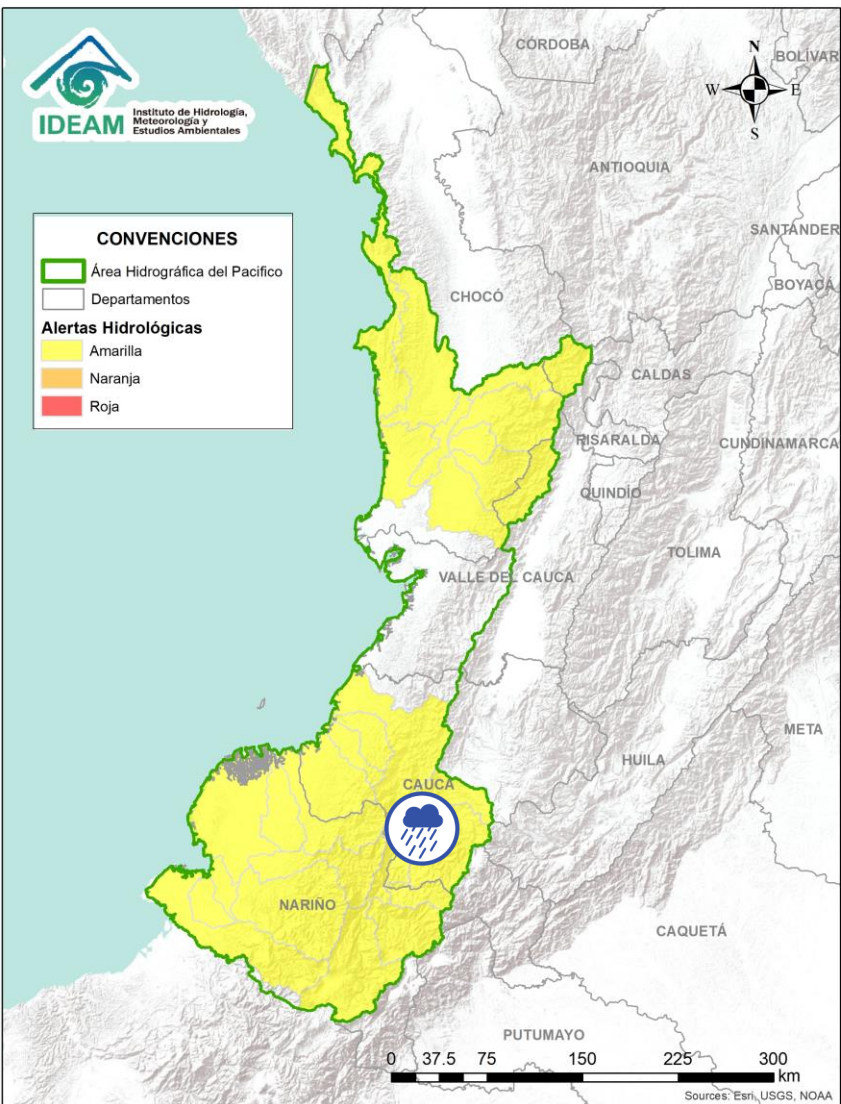 IDEAM
Instituto de Hidrología,
Meteorología y
Estudios Ambientales
N
W
E
S
CONVENCIONES
Área Hidrográfica del Pacifico
Departamentos
Alertas Hidrológicas
Amarilla
Naranja
Roja
CÓRDOBA
BOLÍVAR
ANTIOQUIA
SANTANDER
BOYACÁ
CHOCÓ
CALDAS
RISARALDA
CUNDINAMARCA
QUINDÍO
TOLIMA
VALLE DEL CAUCA
META
HUILA
CAUCA
NARIÑO
CAQUETÁ
PUTUMAYO
0 37.5 75 150 225 300
km
Sources: Esri, USGS, NOAA